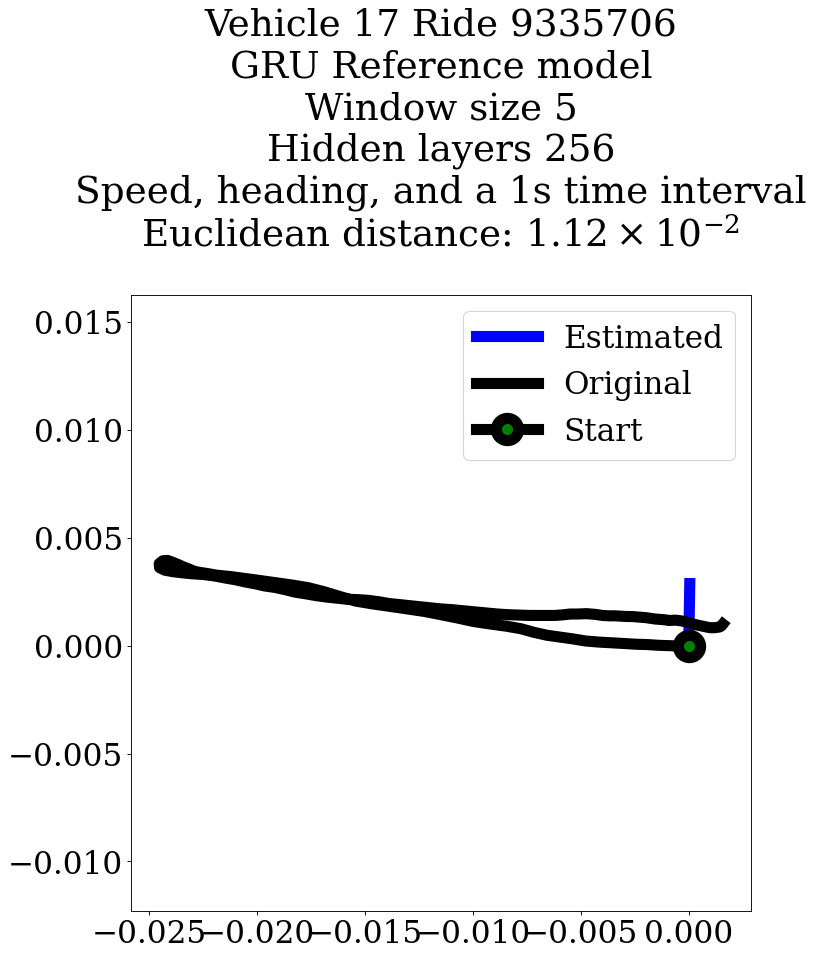 Vehicle 17 Ride 9335706
GRU Reference model
Window size 5
Hidden layers 256
Speed, heading, and a 1s time interval
Euclidean distance: 1.12 × 10⁻²
Estimated
Original
Start
0.015
0.010
0.005
0.000
−0.005
−0.010
−0.025 −0.020 −0.015 −0.010 −0.005 0.000